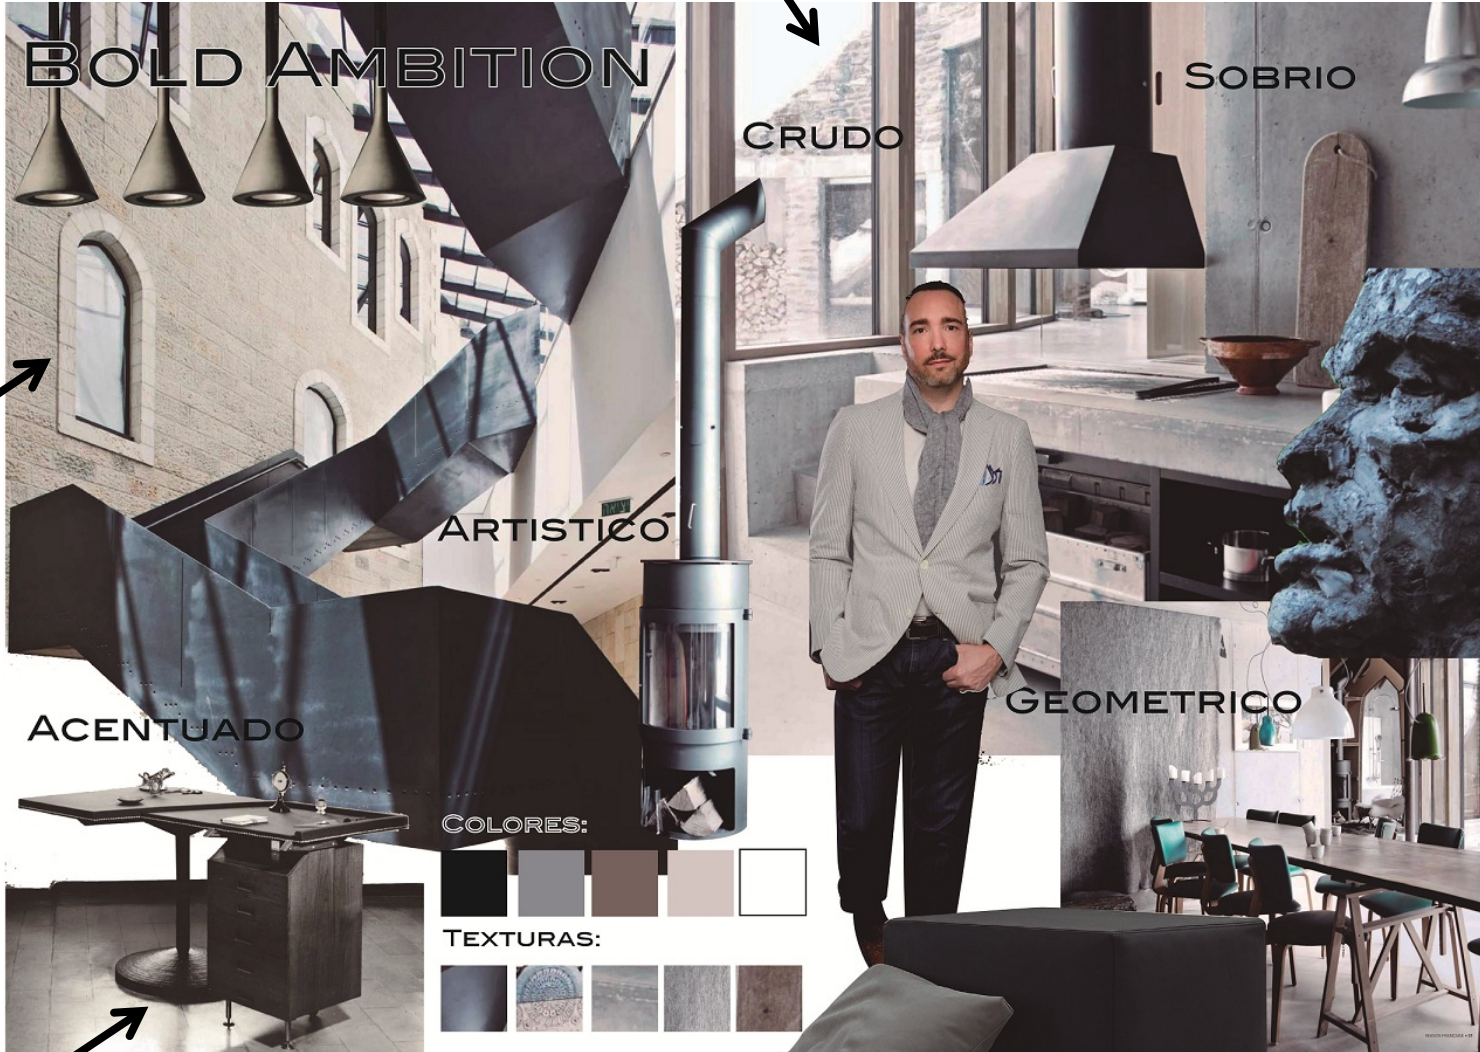 BOLD AMBITION
SOBRIO
CRUDO
ARTISTICO
GEOMETRICO
ACENTUADO
COLORES:
TEXTURAS: